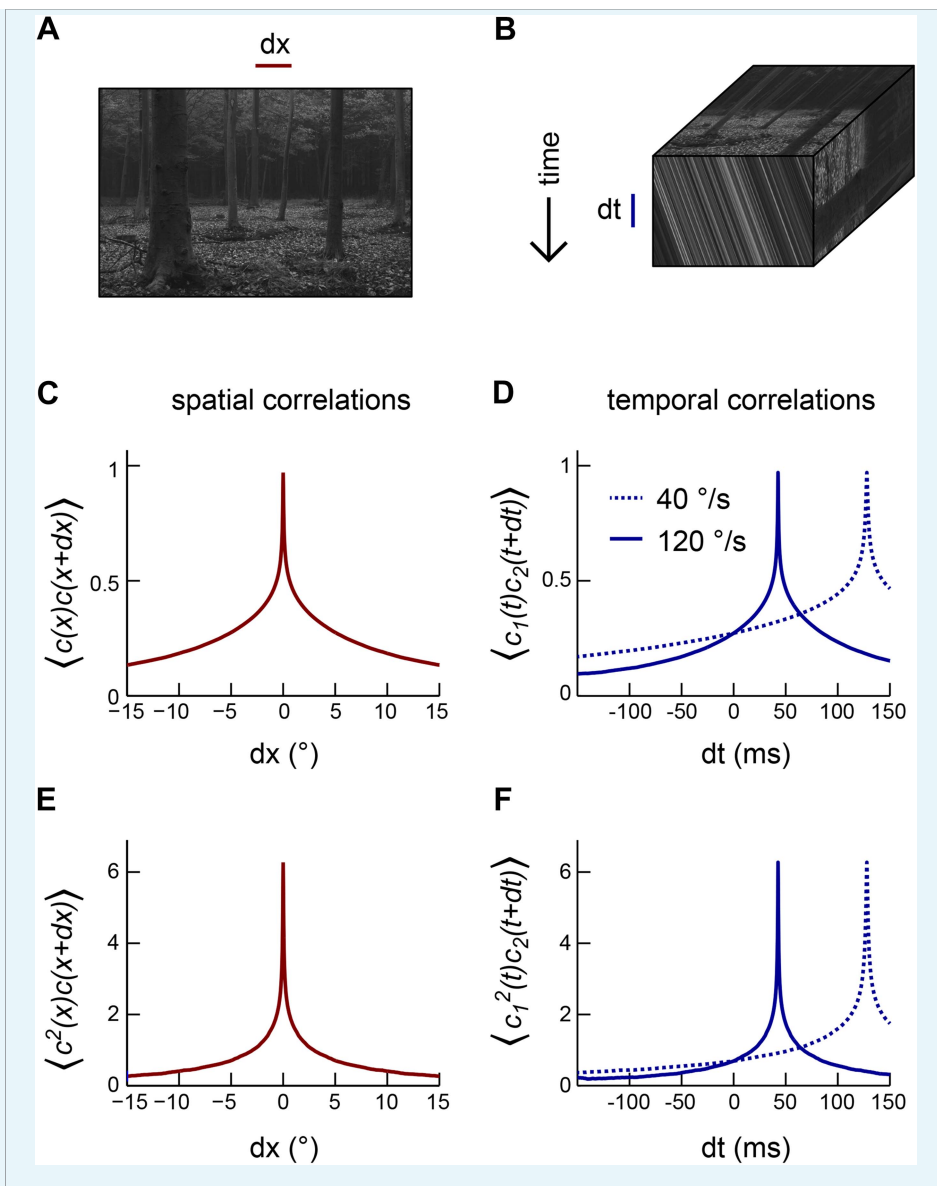 A
dx
B
time
dt
C
spatial correlations
⟨c(x)c(x+dx)⟩
1
0.5
0
−15 −10 −5 0 5 10 15
dx (°)
D
temporal correlations
⟨c₁(t)c₂(t+dt)⟩
40 °/s
120 °/s
1
0.5
0
-100 -50 0 50 100 150
dt (ms)
E
⟨c²(x)c(x+dx)⟩
6
4
2
0
−15 −10 −5 0 5 10 15
dx (°)
F
⟨c₁²(t)c₂(t+dt)⟩
6
4
2
0
-100 -50 0 50 100 150
dt (ms)